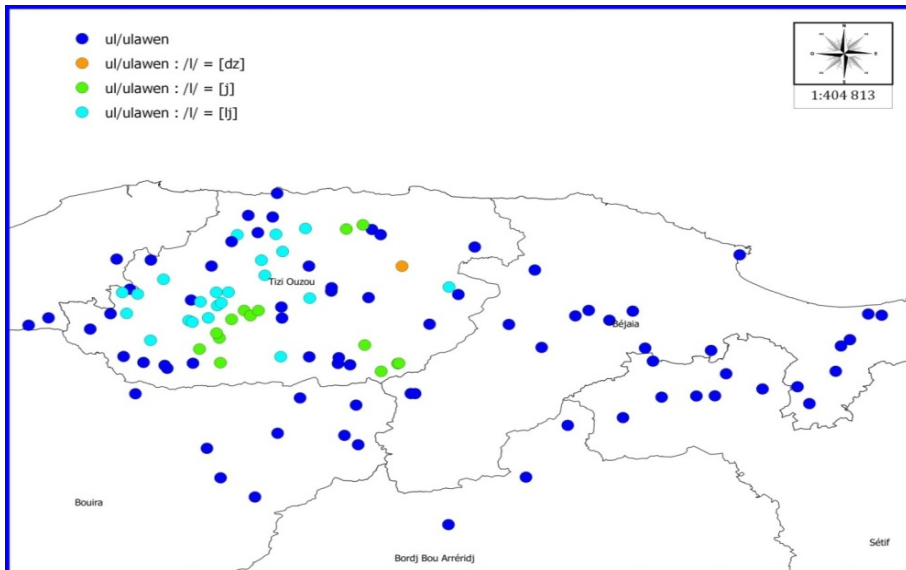 ul/ulawen
ul/ulawen : /l/ = [dz]
ul/ulawen : /l/ = [j]
ul/ulawen : /l/ = [lj]
N
O
E
S
1:404 813
Tizi Ouzou
Béjaia
Bouira
Bordj Bou Arréridj
Sétif